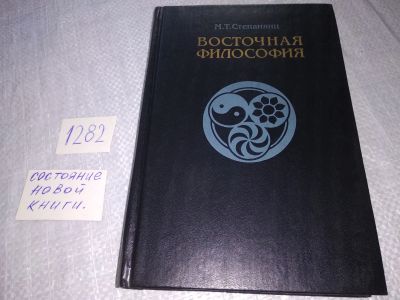 М.Т.Степанянц
ВОСТОЧНАЯ
ФИЛОСОФИЯ
1282
состояние
новой
книги.